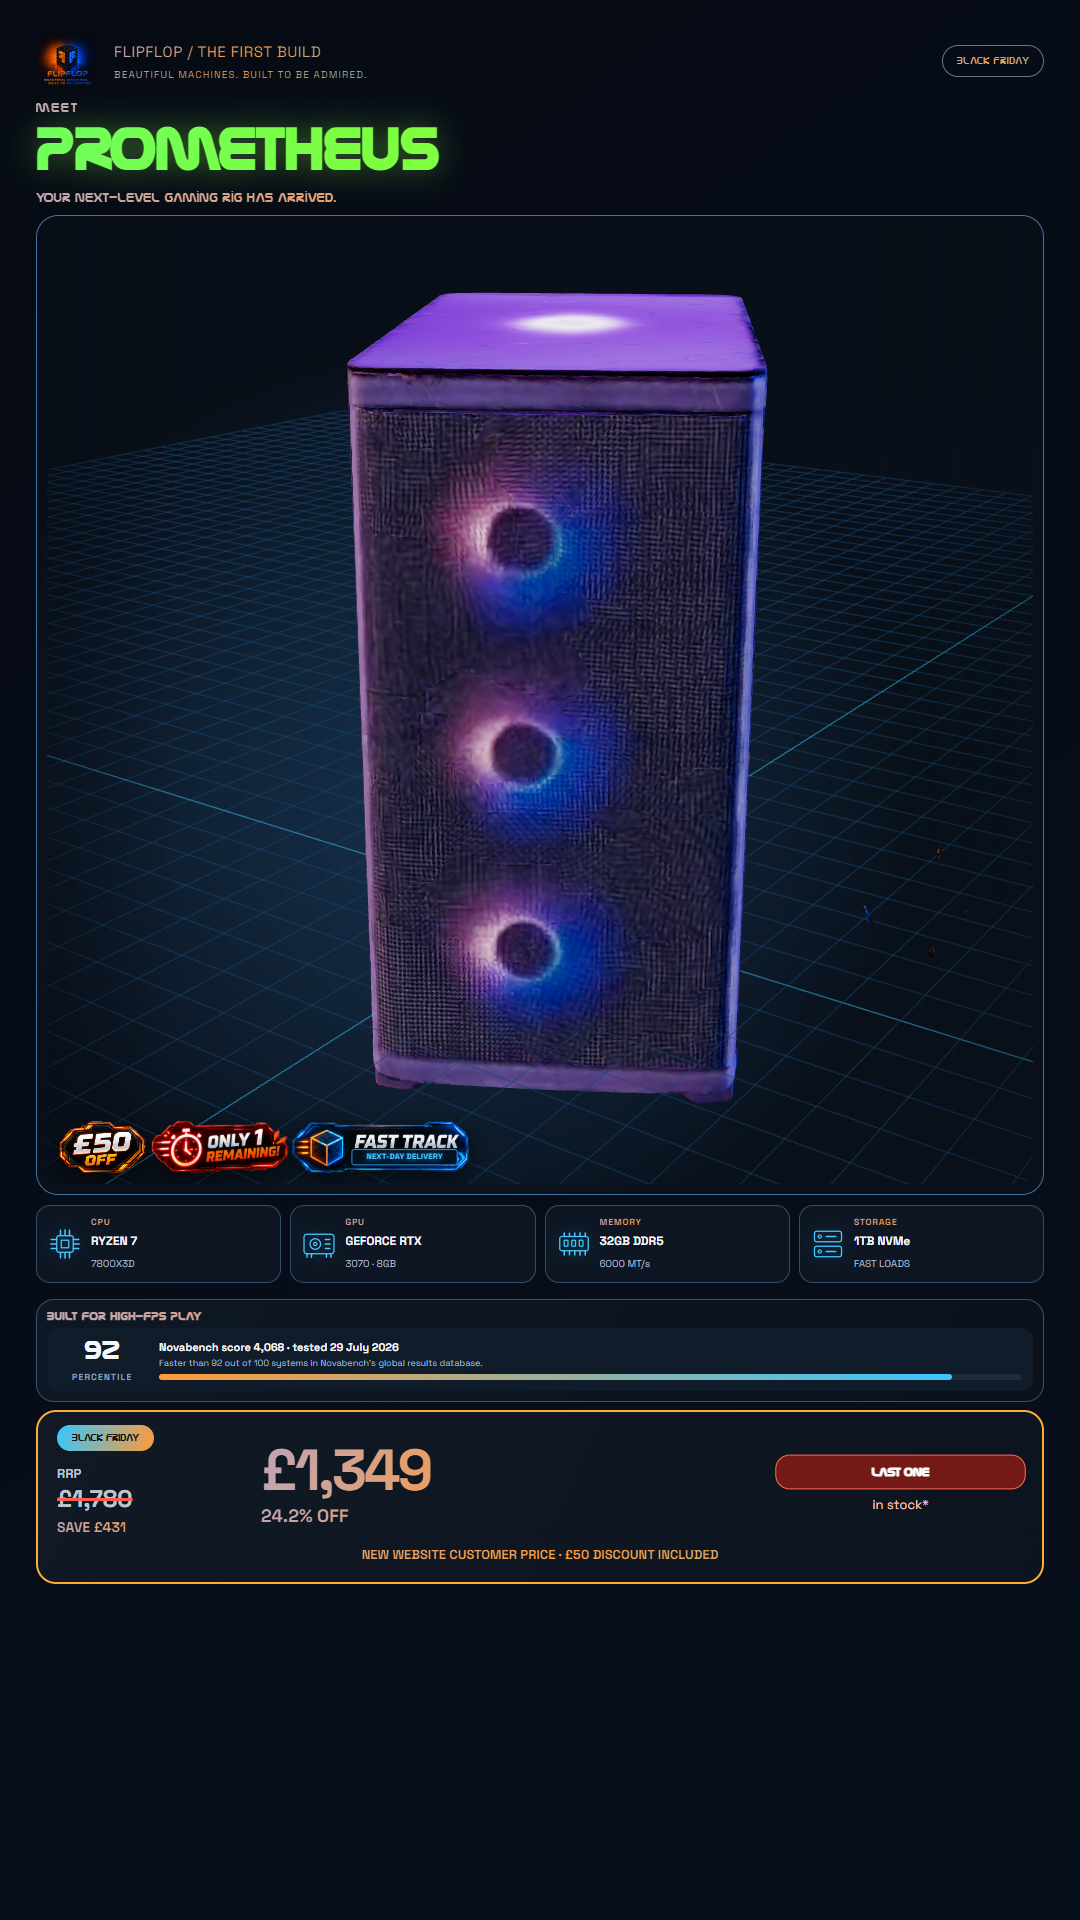 FLIPFLOP
FLIPFLOP / THE FIRST BUILD
BEAUTIFUL MACHINES. BUILT TO BE ADMIRED.
BLACK FRIDAY
MEET
PROMETHEUS
YOUR NEXT-LEVEL GAMING RIG HAS ARRIVED.
£50
OFF
ONLY 1
REMAINING!
FAST TRACK
NEXT-DAY DELIVERY
CPU
RYZEN 7
7800X3D
GPU
GEFORCE RTX
3070 · 8GB
MEMORY
32GB DDR5
6000 MT/s
STORAGE
1TB NVMe
FAST LOADS
BUILT FOR HIGH-FPS PLAY
92
PERCENTILE
Novabench score 4,068 · tested 29 July 2026
Faster than 92 out of 100 systems in Novabench's global results database.
BLACK FRIDAY
RRP
£1,780
SAVE £431
£1,349
24.2% OFF
LAST ONE
in stock*
NEW WEBSITE CUSTOMER PRICE · £50 DISCOUNT INCLUDED